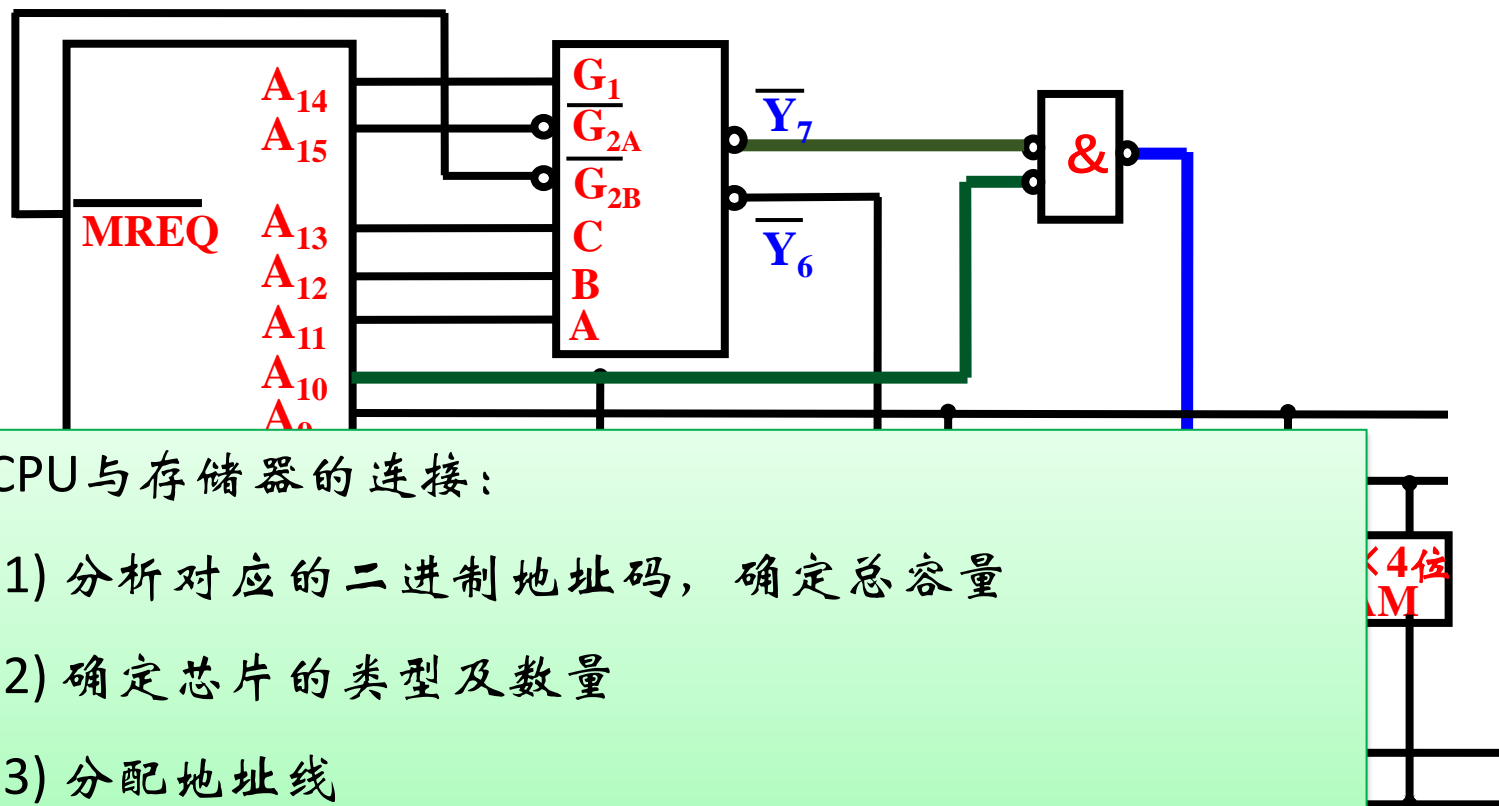 A₁₄
A₁₅
MREQ
A₁₃
A₁₂
A₁₁
A₁₀
G₁
G₂A
G₂B
C
B
A
Y₇
Y₆
&
CPU与存储器的连接：
1) 分析对应的二进制地址码，确定总容量
2) 确定芯片的类型及数量
3) 分配地址线
×4位